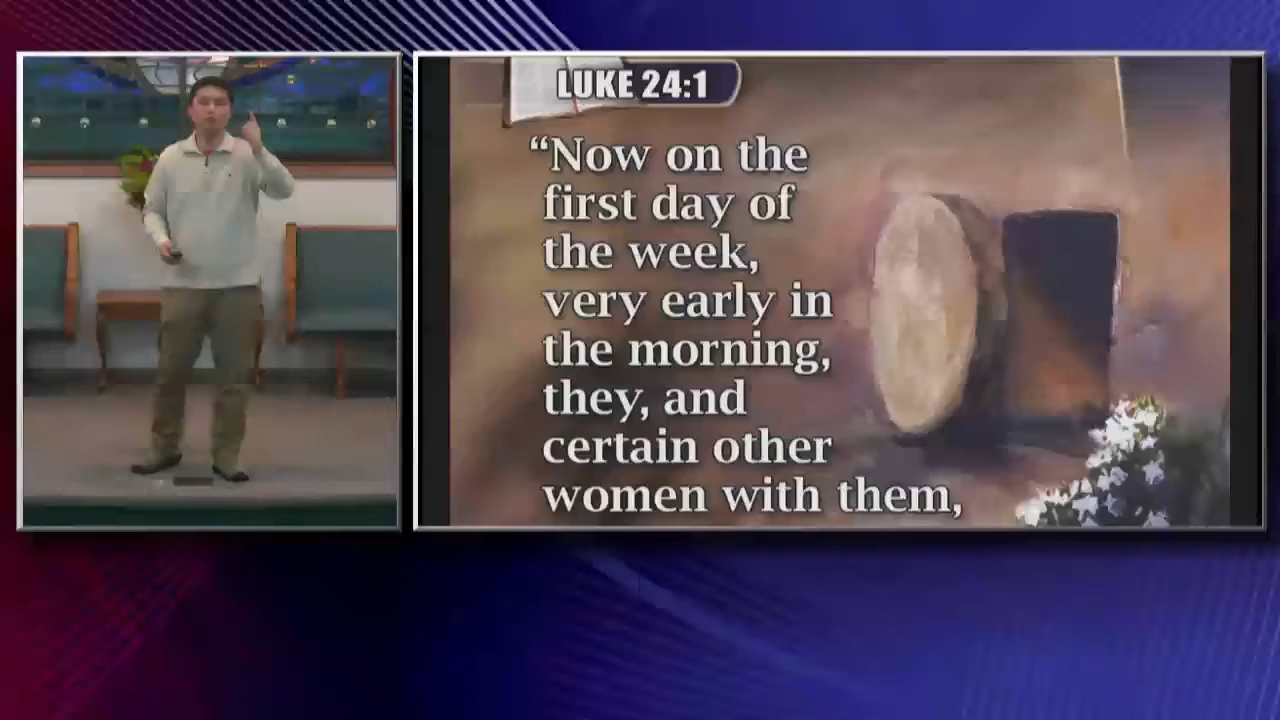 LUKE 24:1
“Now on the
first day of
the week,
very early in
the morning,
they, and
certain other
women with them,